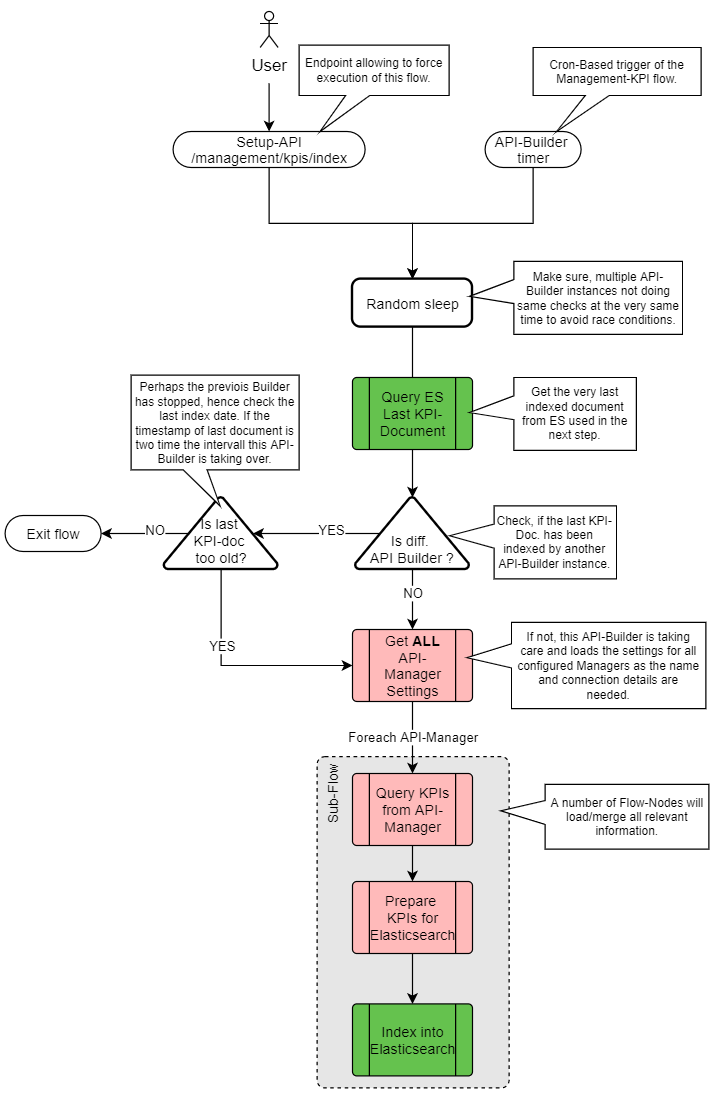 User
Endpoint allowing to force
execution of this flow.
Cron-Based trigger of the
Management-KPI flow.
Setup-API
/management/kpis/index
API-Builder
timer
Random sleep
Make sure, multiple API-
Builder instances not doing
same checks at the very same
time to avoid race conditions.
Perhaps the previois Builder
has stopped, hence check the
last index date. If the
timestamp of last document is
two time the intervall this API-
Builder is taking over.
Query ES
Last KPI-
Document
Get the very last
indexed document
from ES used in the
next step.
Exit flow
NO
Is last
KPI-doc
too old?
YES
Is diff.
API Builder ?
Check, if the last KPI-
Doc. has been
indexed by another
API-Builder instance.
NO
YES
Get ALL
API-
Manager
Settings
If not, this API-Builder is taking
care and loads the settings for all
configured Managers as the name
and connection details are
needed.
Foreach API-Manager
Sub-Flow
Query KPIs
from API-
Manager
A number of Flow-Nodes will
load/merge all relevant
information.
Prepare
KPIs for
Elasticsearch
Index into
Elasticsearch